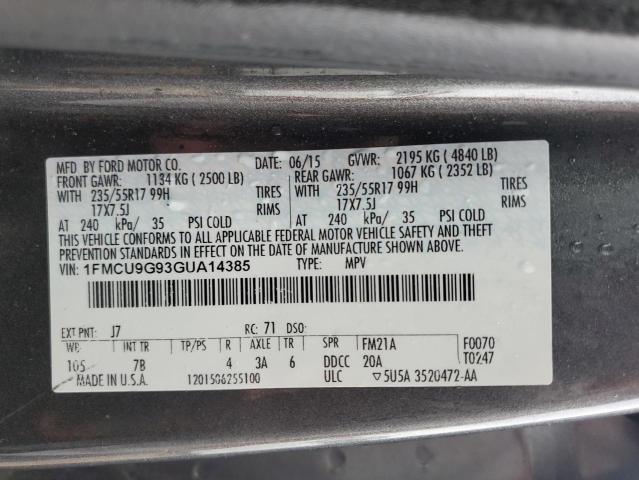 MFD BY FORD MOTOR CO. DATE: 06/15 GVWR: 2195 KG ( 4840 LB)
FRONT GAWR: 1134 KG ( 2500 LB) REAR GAWR: 1067 KG ( 2352 LB)
WITH 235/55R17 99H TIRES WITH 235/55R17 99H TIRES
17X7.5J RIMS 17X7.5J RIMS
AT 240 kPa/ 35 PSI COLD AT 240 kPa/ 35 PSI COLD
THIS VEHICLE CONFORMS TO ALL APPLICABLE FEDERAL MOTOR VEHICLE SAFETY AND THEFT
PREVENTION STANDARDS IN EFFECT ON THE DATE OF MANUFACTURE SHOWN ABOVE.
VIN: 1FMCU9G93GUA14385 TYPE: MPV
EXT PNT: J7 RC: 71 DSO:
WB INT TR TP/PS R AXLE TR SPR FM21A F0070
105 7B 4 3A 6 DDCC 20A T0247
MADE IN U.S.A. 1201506255100 ULC ▽5U5A 3520472-AA